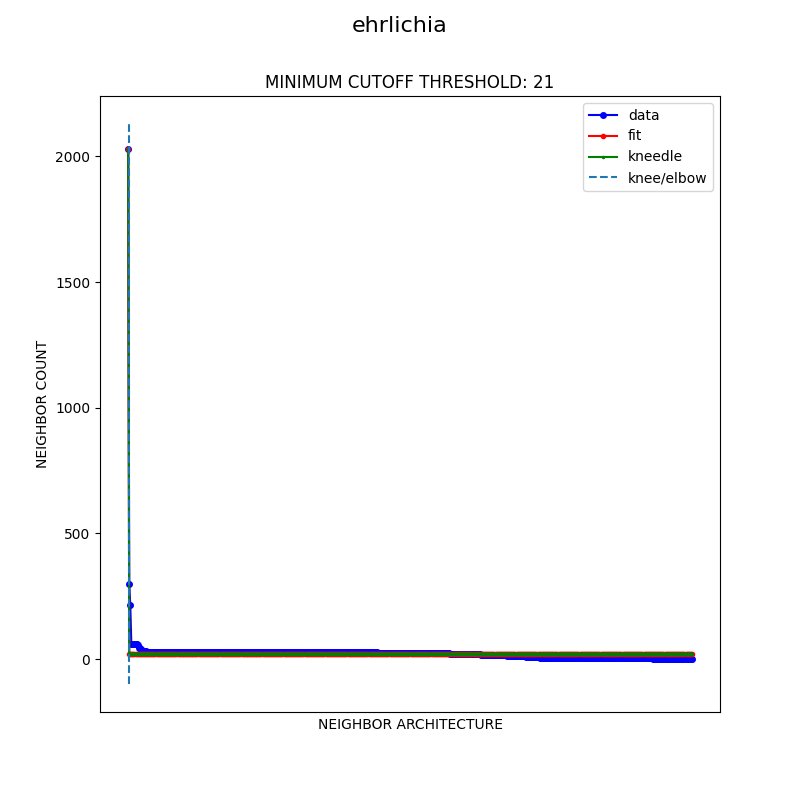 ehrlichia
MINIMUM CUTOFF THRESHOLD: 21
data
fit
kneedle
knee/elbow
2000
1500
1000
500
0
NEIGHBOR COUNT
NEIGHBOR ARCHITECTURE